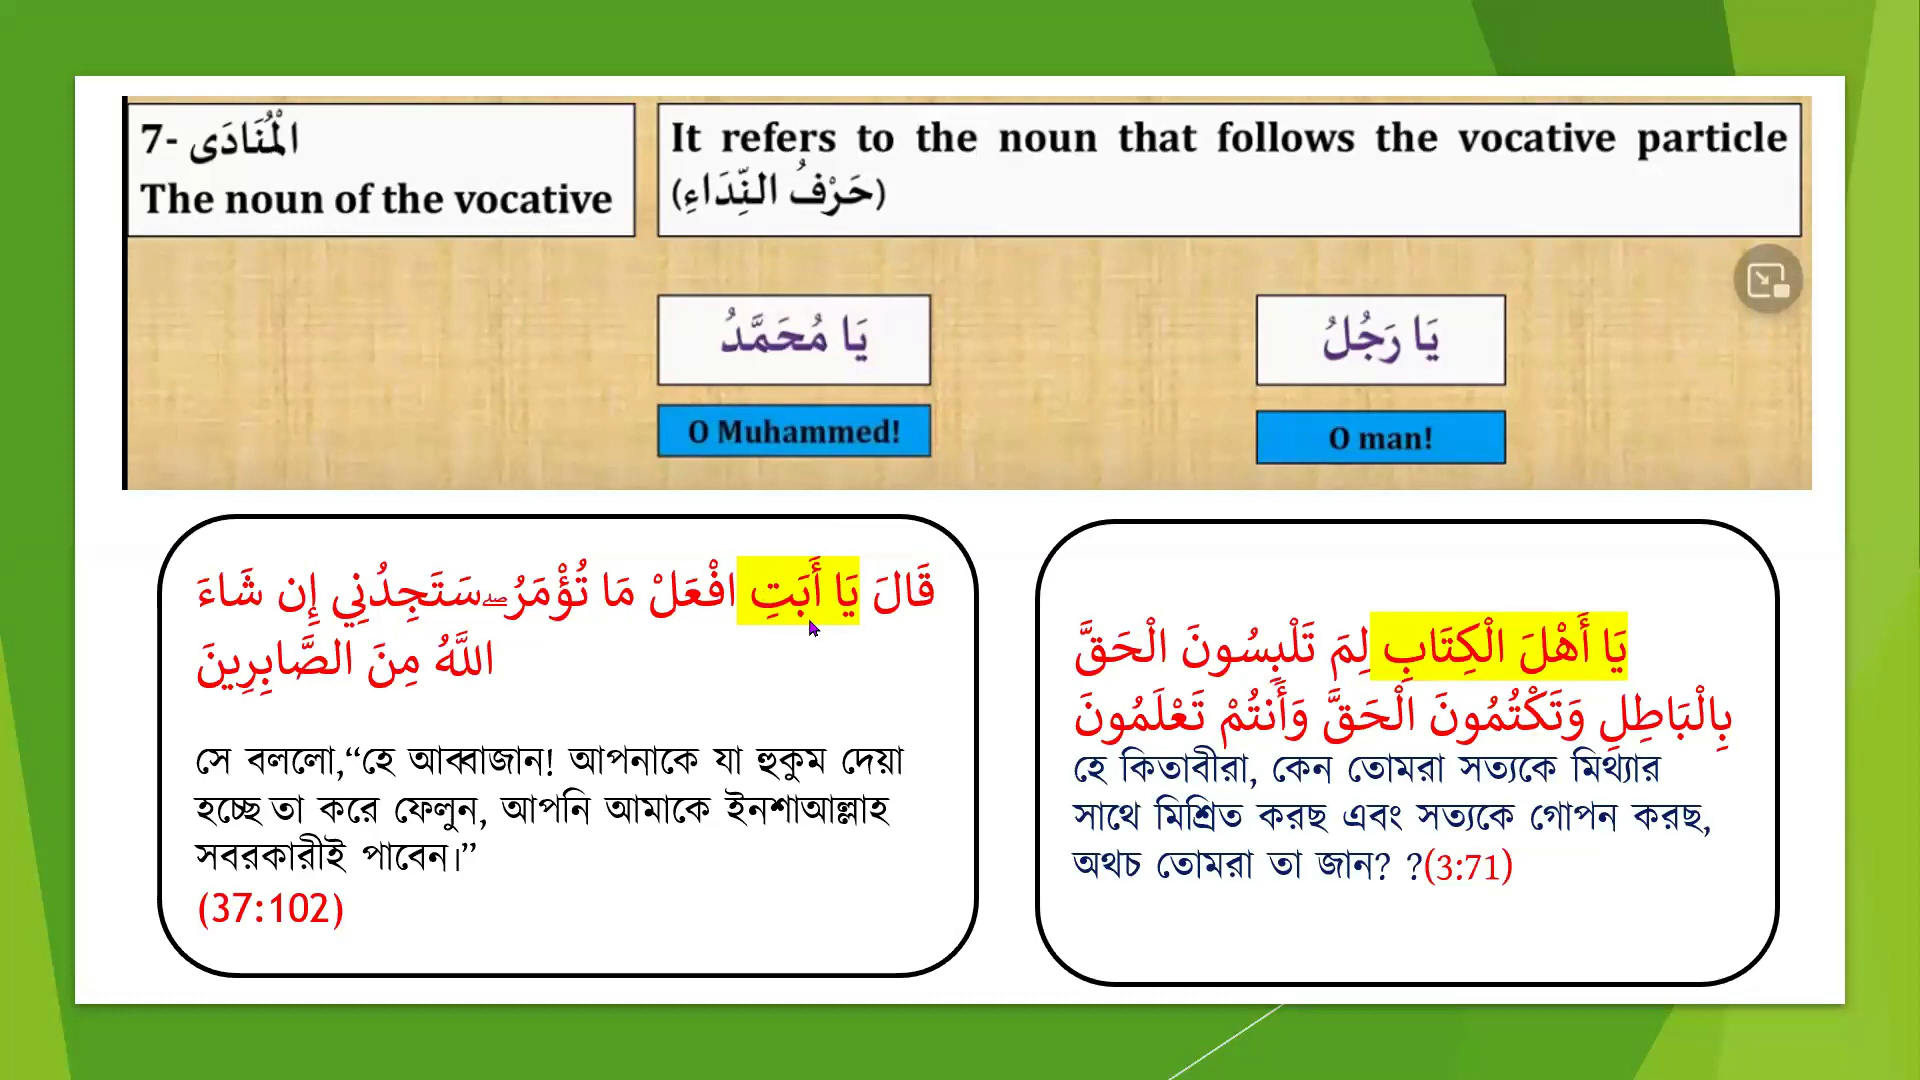 7- الْمُنَادَى
The noun of the vocative
It refers to the noun that follows the vocative particle
(حَرْفُ النِّدَاءِ)
يَا مُحَمَّدُ
يَا رَجُلُ
O Muhammed!
O man!
قَالَ يَا أَبَتِ افْعَلْ مَا تُؤْمَرُ ۖ سَتَجِدُنِي إِن شَاءَ
اللَّهُ مِنَ الصَّابِرِينَ
সে বললো,“হে আব্বাজান! আপনাকে যা হুকুম দেয়া
হচ্ছে তা করে ফেলুন, আপনি আমাকে ইনশাআল্লাহ
সবরকারীই পাবেন।”
(37:102)
يَا أَهْلَ الْكِتَابِ لِمَ تَلْبِسُونَ الْحَقَّ
بِالْبَاطِلِ وَتَكْتُمُونَ الْحَقَّ وَأَنتُمْ تَعْلَمُونَ
হে কিতাবীরা, কেন তোমরা সত্যকে মিথ্যার
সাথে মিশ্রিত করছ এবং সত্যকে গোপন করছ,
অথচ তোমরা তা জান? ?(3:71)